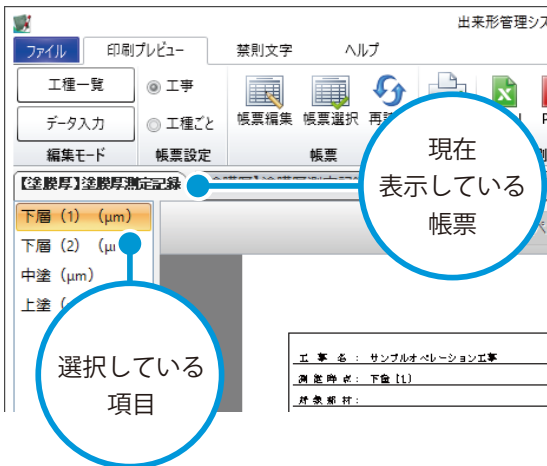 出来形管理シス
ファイル 印刷プレビュー 禁則文字 ヘルプ
工種一覧 工事
データ入力 工種ごと
帳票編集 帳票選択
編集モード 帳票設定 帳票
現在
表示している
帳票
【塗膜厚】塗膜厚測定記録
下層（1）（μm）
下層（2）
中塗（μm）
上塗
選択している
項目
工事名： サンプルオペレーション工事
測定時点： 下塗【1】
対象部材：